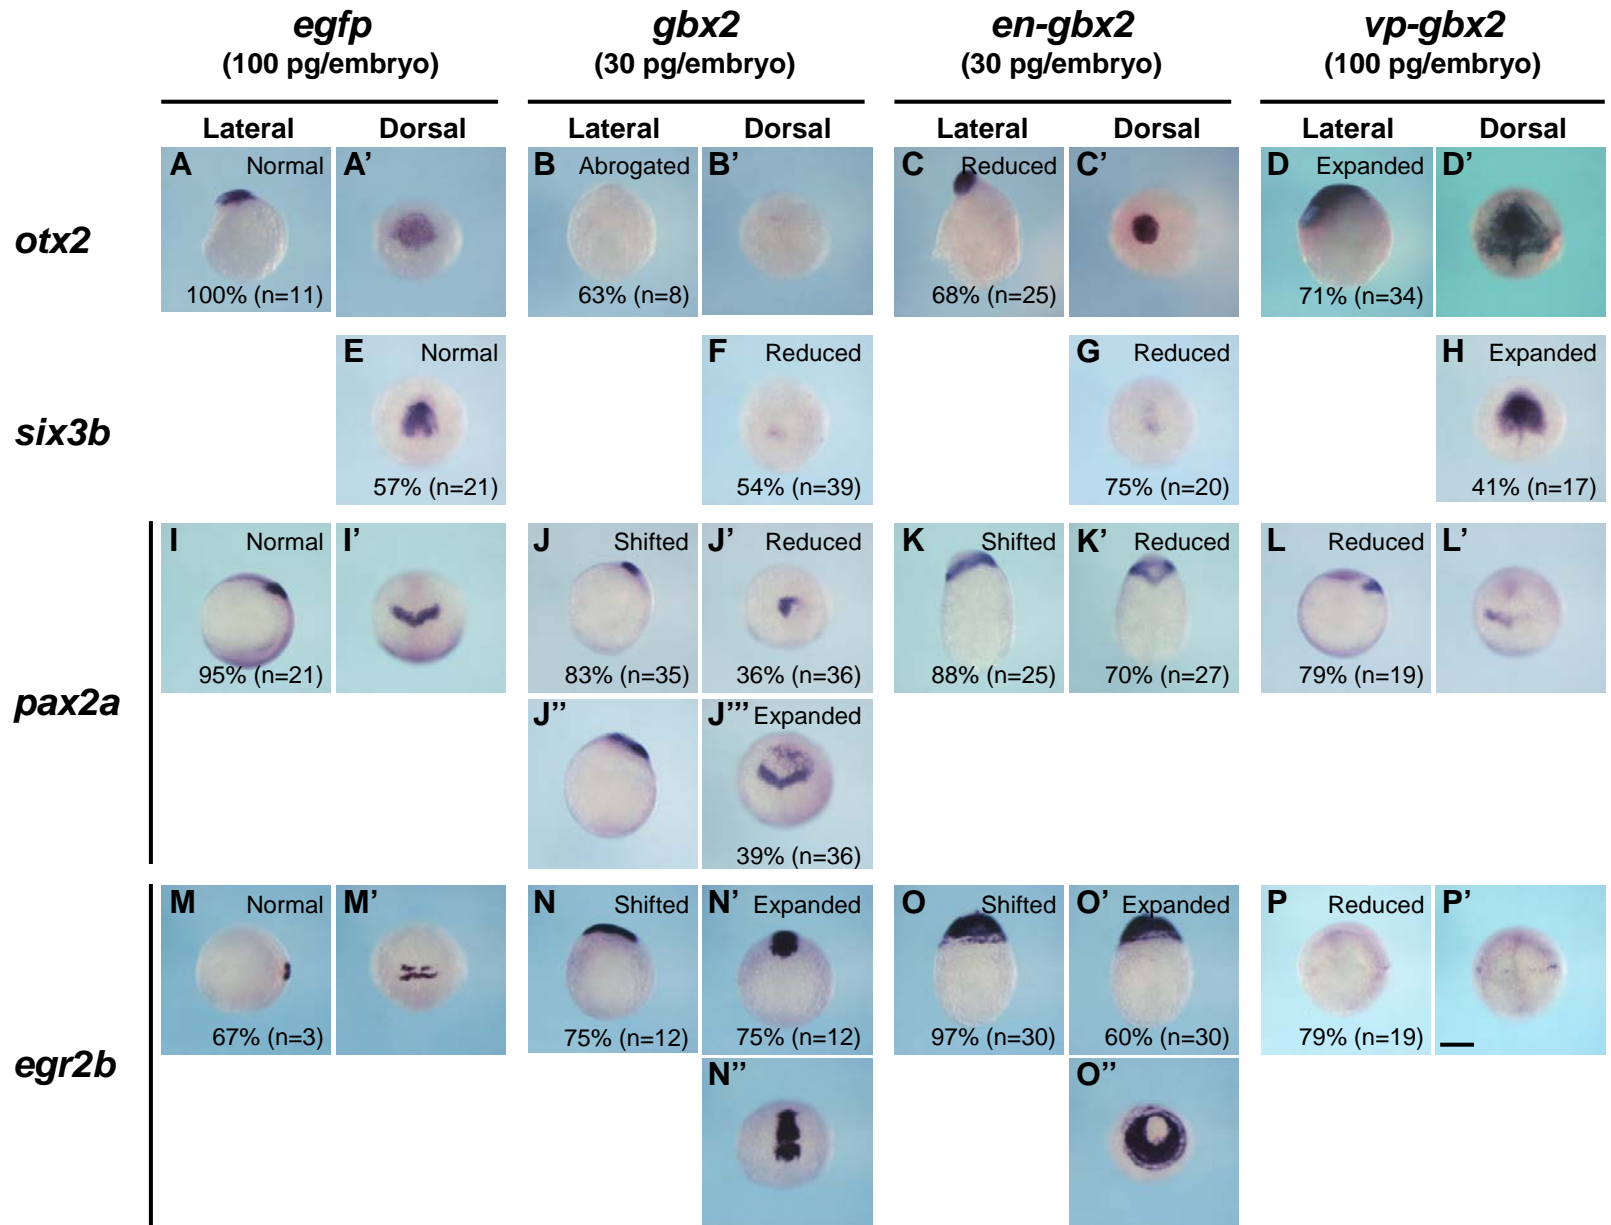 egfp gbx2 en-gbx2 vp-gbx2
(100 pg/embryo) (30 pg/embryo) (30 pg/embryo) (100 pg/embryo)
Lateral Dorsal Lateral Dorsal Lateral Dorsal Lateral Dorsal
A Normal A’ B Abrogated B’ C Reduced C’ D Expanded D’
otx2
100% (n=11) 63% (n=8) 68% (n=25) 71% (n=34)
E Normal F Reduced G Reduced H Expanded
six3b
57% (n=21) 54% (n=39) 75% (n=20) 41% (n=17)
I Normal I’ J Shifted J’ Reduced K Shifted K’ Reduced L Reduced L’
95% (n=21) 83% (n=35) 36% (n=36) 88% (n=25) 70% (n=27) 79% (n=19)
pax2a
J’’ J’’’ Expanded
39% (n=36)
M Normal M’ N Shifted N’ Expanded O Shifted O’ Expanded P Reduced P’
67% (n=3) 75% (n=12) 75% (n=12) 97% (n=30) 60% (n=30) 79% (n=19)
egr2b
N’’ O’’